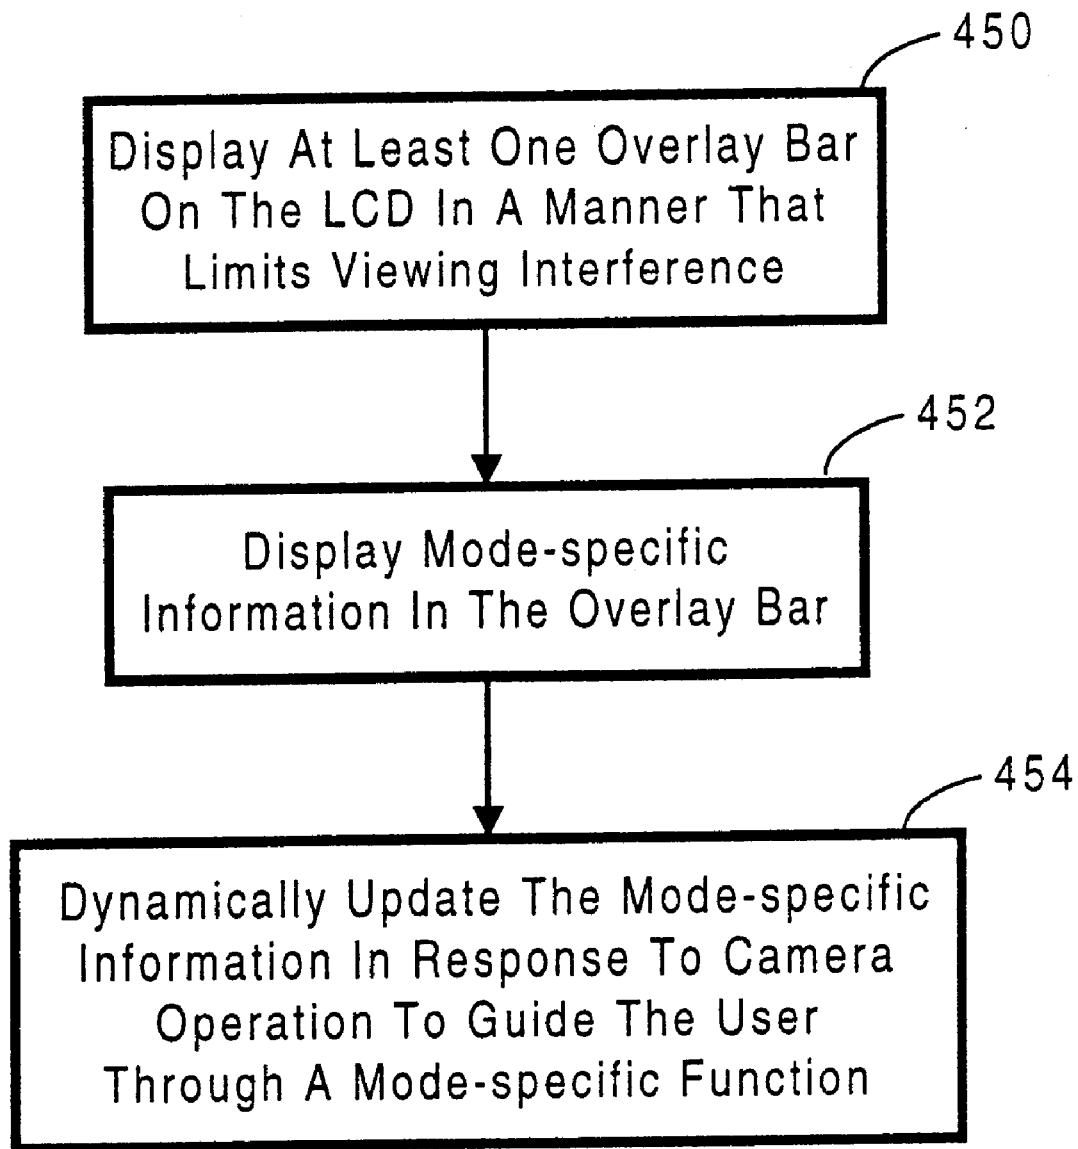 450
Display At Least One Overlay Bar
On The LCD In A Manner That
Limits Viewing Interference
452
Display Mode-specific
Information In The Overlay Bar
454
Dynamically Update The Mode-specific
Information In Response To Camera
Operation To Guide The User
Through A Mode-specific Function